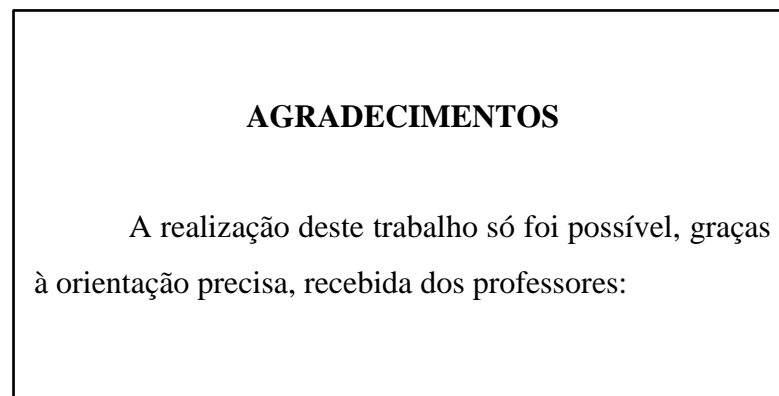 AGRADECIMENTOS
A realização deste trabalho só foi possível, graças
à orientação precisa, recebida dos professores: